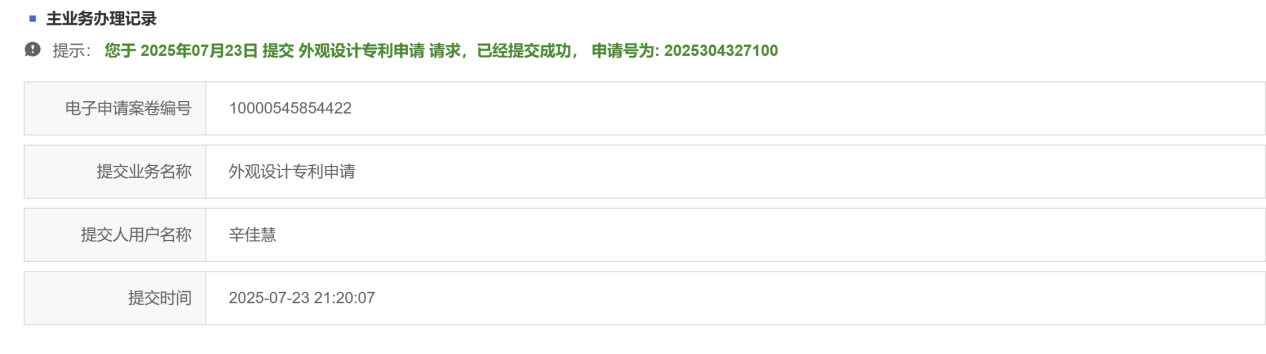 主业务办理记录
提示： 您于 2025年07月23日 提交 外观设计专利申请 请求，已经提交成功， 申请号为: 2025304327100
电子申请案卷编号 10000545854422
提交业务名称 外观设计专利申请
提交人用户名称 辛佳慧
提交时间 2025-07-23 21:20:07